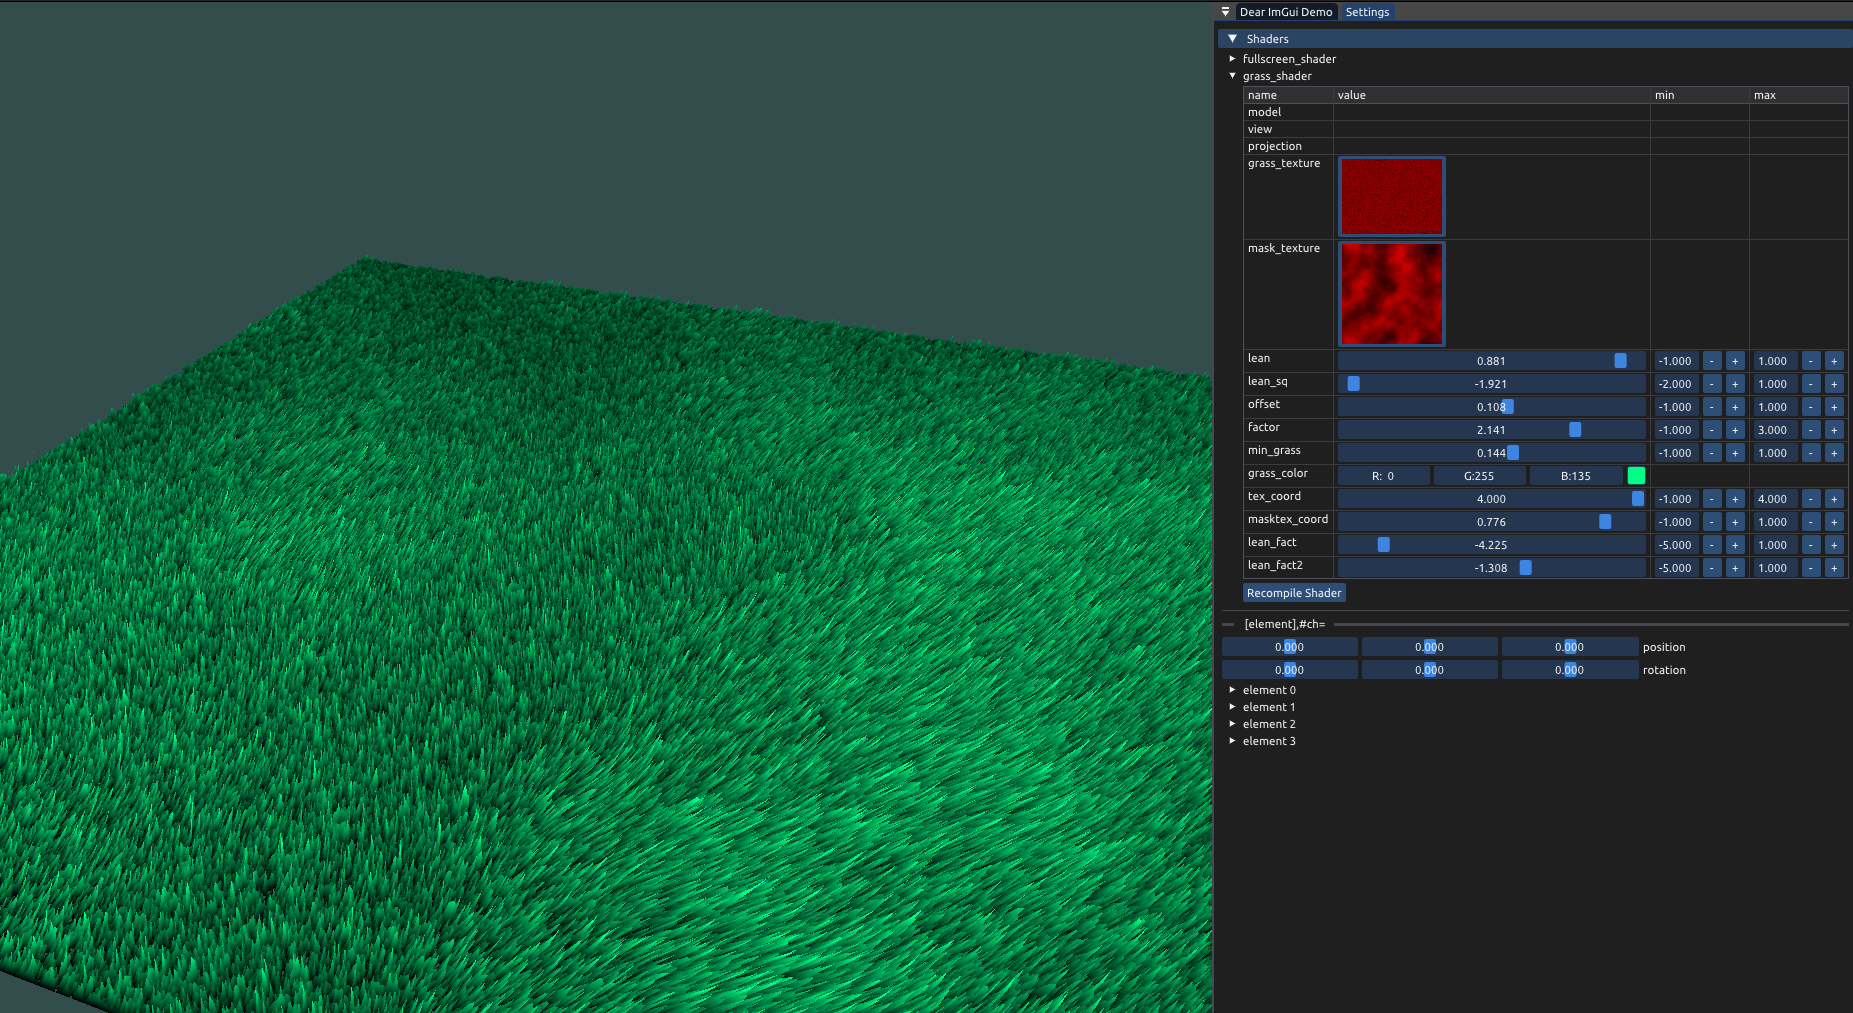 Dear ImGui Demo Settings
Shaders
fullscreen_shader
grass_shader
name value min max
model
view
projection
grass_texture
mask_texture
lean 0.881 -1.000 - + 1.000 - +
lean_sq -1.921 -2.000 - + 1.000 - +
offset 0.108 -1.000 - + 1.000 - +
factor 2.141 -1.000 - + 3.000 - +
min_grass 0.144 -1.000 - + 1.000 - +
grass_color R: 0 G:255 B:135
tex_coord 4.000 -1.000 - + 4.000 - +
masktex_coord 0.776 -1.000 - + 1.000 - +
lean_fact -4.225 -5.000 - + 1.000 - +
lean_fact2 -1.308 -5.000 - + 1.000 - +
Recompile Shader
[element],#ch=
0.000 0.000 0.000 position
0.000 0.000 0.000 rotation
element 0
element 1
element 2
element 3